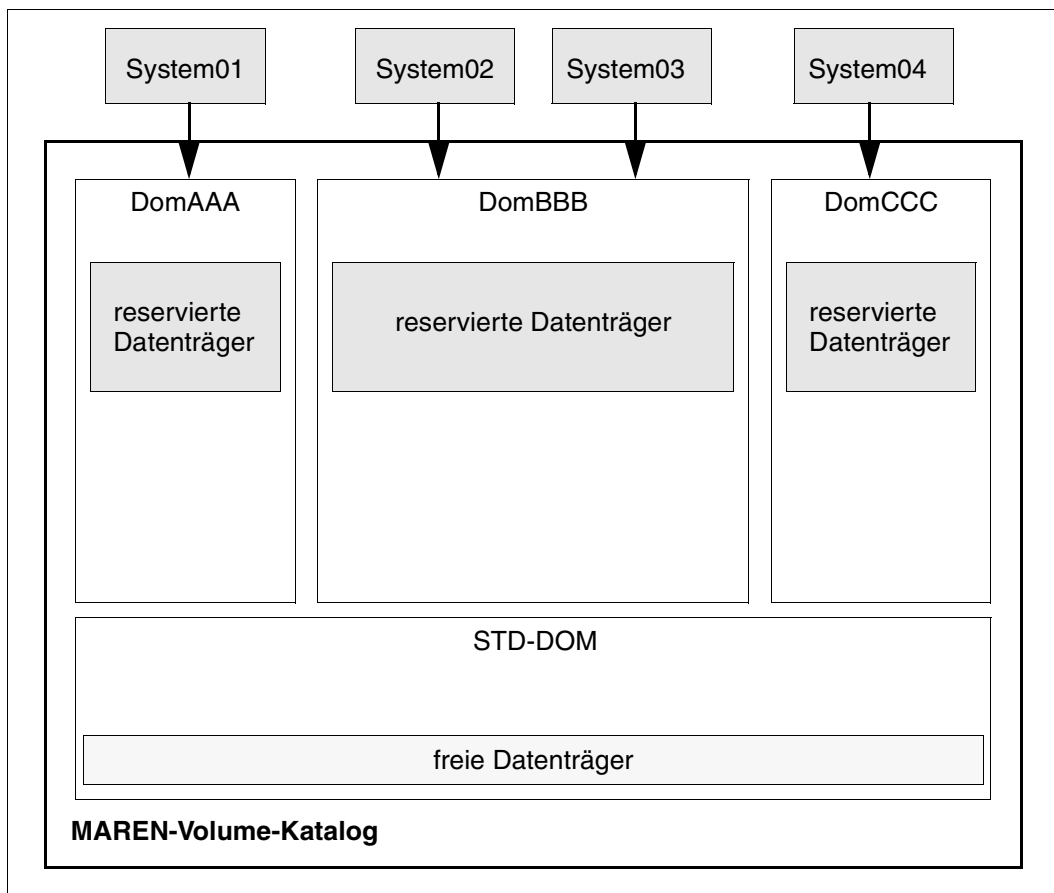 System01
System02
System03
System04
DomAAA
DomBBB
DomCCC
reservierte
Datenträger
reservierte Datenträger
reservierte
Datenträger
STD-DOM
freie Datenträger
MAREN-Volume-Katalog